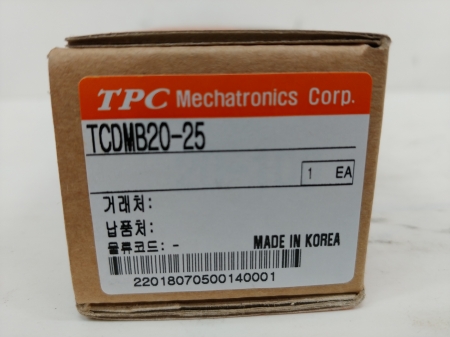 TPC Mechatronics Corp.
TCDMB20-25
1 EA
거래처:
납품처:
물류코드: -
MADE IN KOREA
22018070500140001